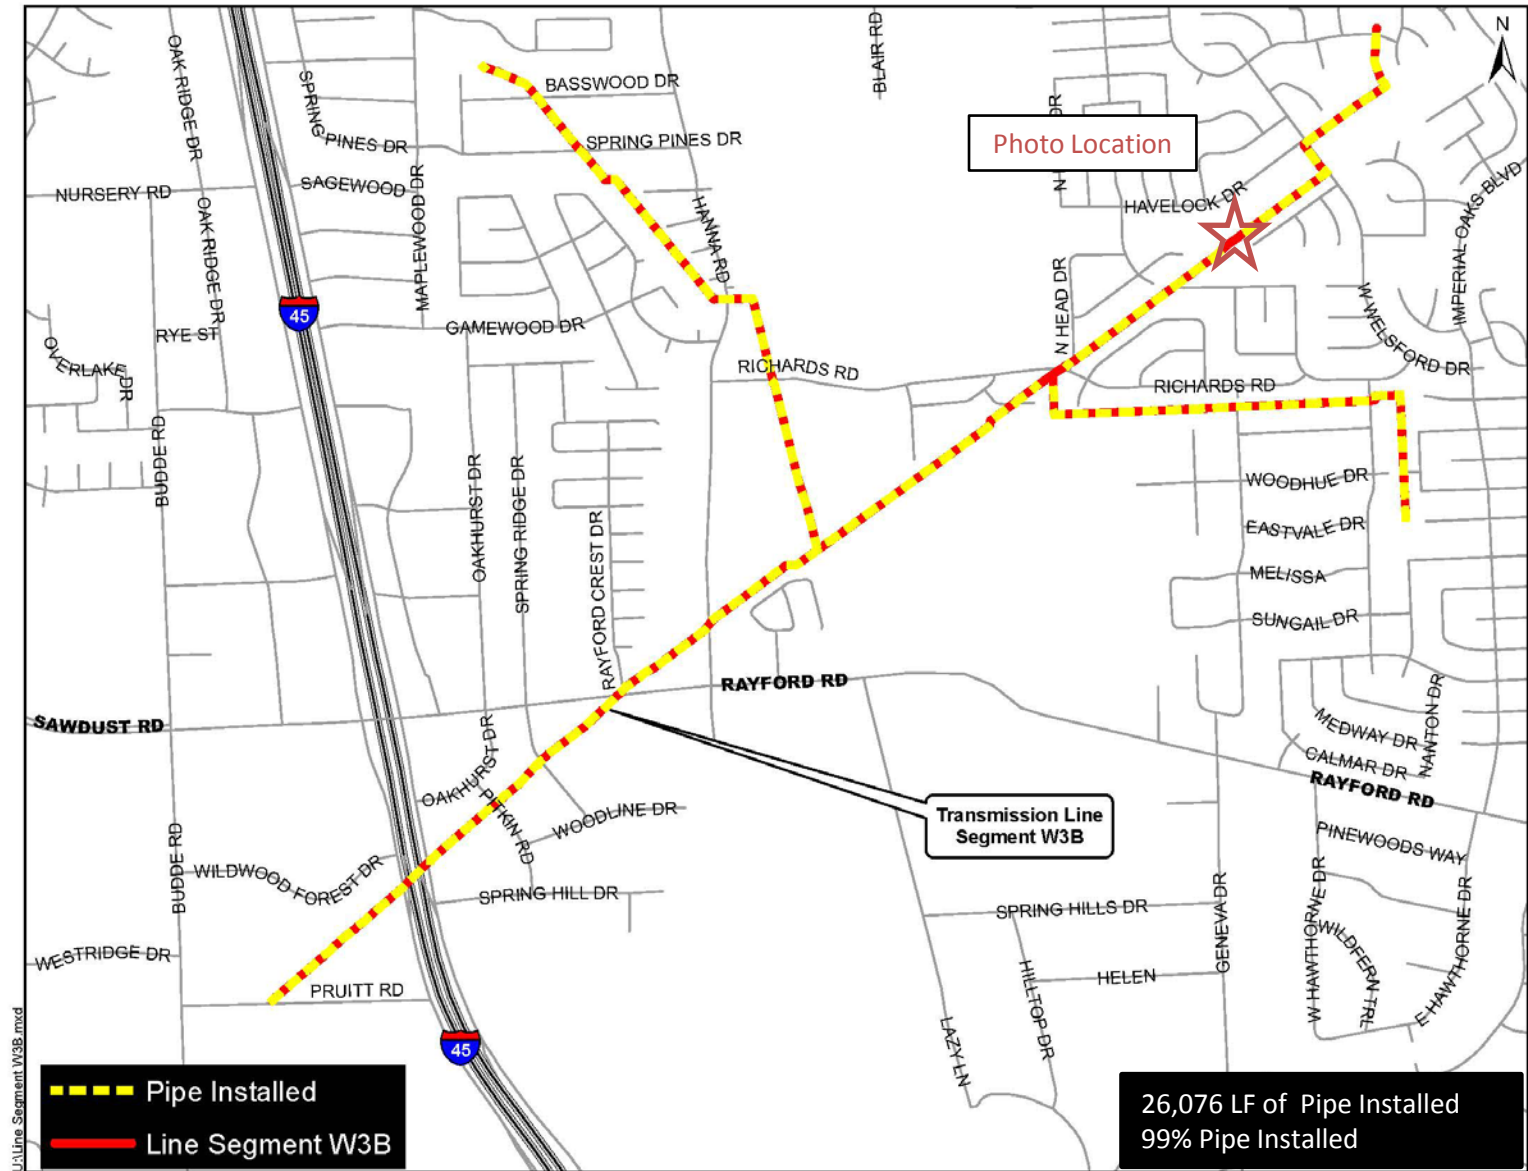 N
BLAIR RD
OAK RIDGE DR
SPRING PINES DR
BASSWOOD DR
SPRING PINES DR
Photo Location
NURSERY RD
SAGEWOOD
MAPLEWOOD DR
HANNA RD
HAVELOCK DR
IMPERIAL OAKS BLVD
OAK RIDGE DR
45
RYE ST
GAMEWOOD DR
N HEAD DR
W WELSFORD DR
OVERLAKE DR
RICHARDS RD
RICHARDS RD
BUDDE RD
OAKHURST DR
SPRING RIDGE DR
RAYFORD CREST DR
WOODHUE DR
EASTVALE DR
MELISSA
SUNGAIL DR
RAYFORD RD
SAWDUST RD
MEDWAY DR
NANTON DR
CALMAR DR
RAYFORD RD
OAKHURST DR
PITKIN RD
WOODLINE DR
Transmission Line
Segment W3B
PINEWOODS WAY
BUDDE RD
WILDWOOD FOREST DR
SPRING HILL DR
SPRING HILLS DR
GENEVA DR
W HAWTHORNE DR
WILDFERN TRL
E HAWTHORNE DR
WESTRIDGE DR
PRUITT RD
HELEN
HILLTOP DR
LAZY LN
45
U:\Line Segment W3B.mxd
Pipe Installed
Line Segment W3B
26,076 LF of Pipe Installed
99% Pipe Installed